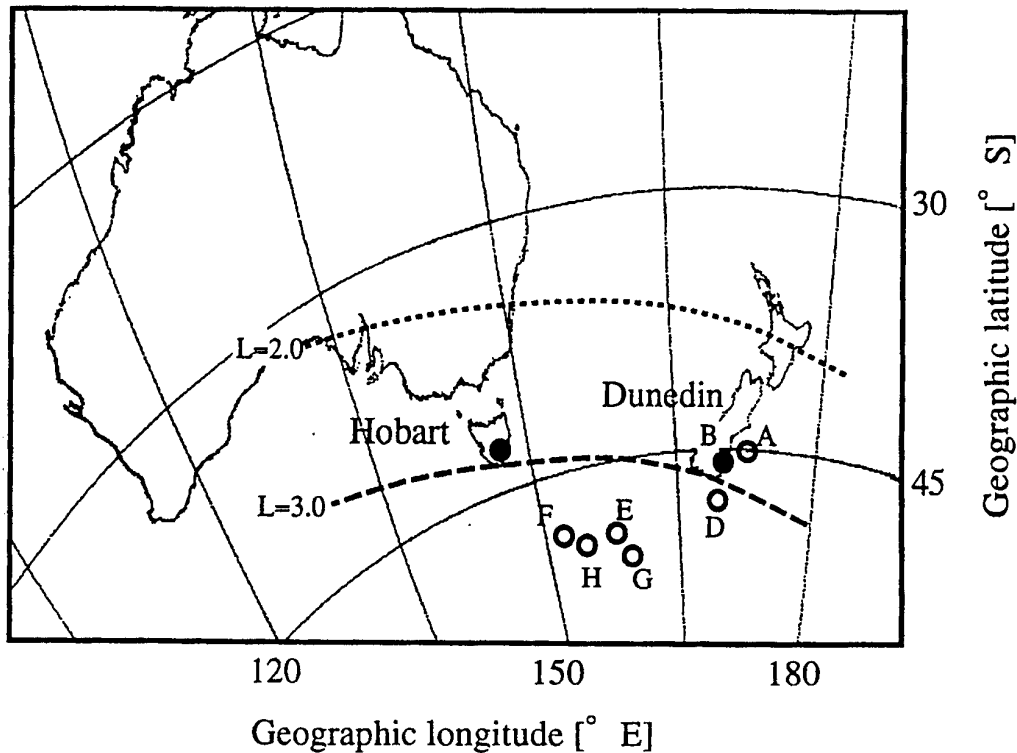 30
L=2.0
Dunedin
Hobart
B
A
45
L=3.0
F
E
D
H
G
120
150
180
Geographic longitude [° E]
Geographic latitude [° S]